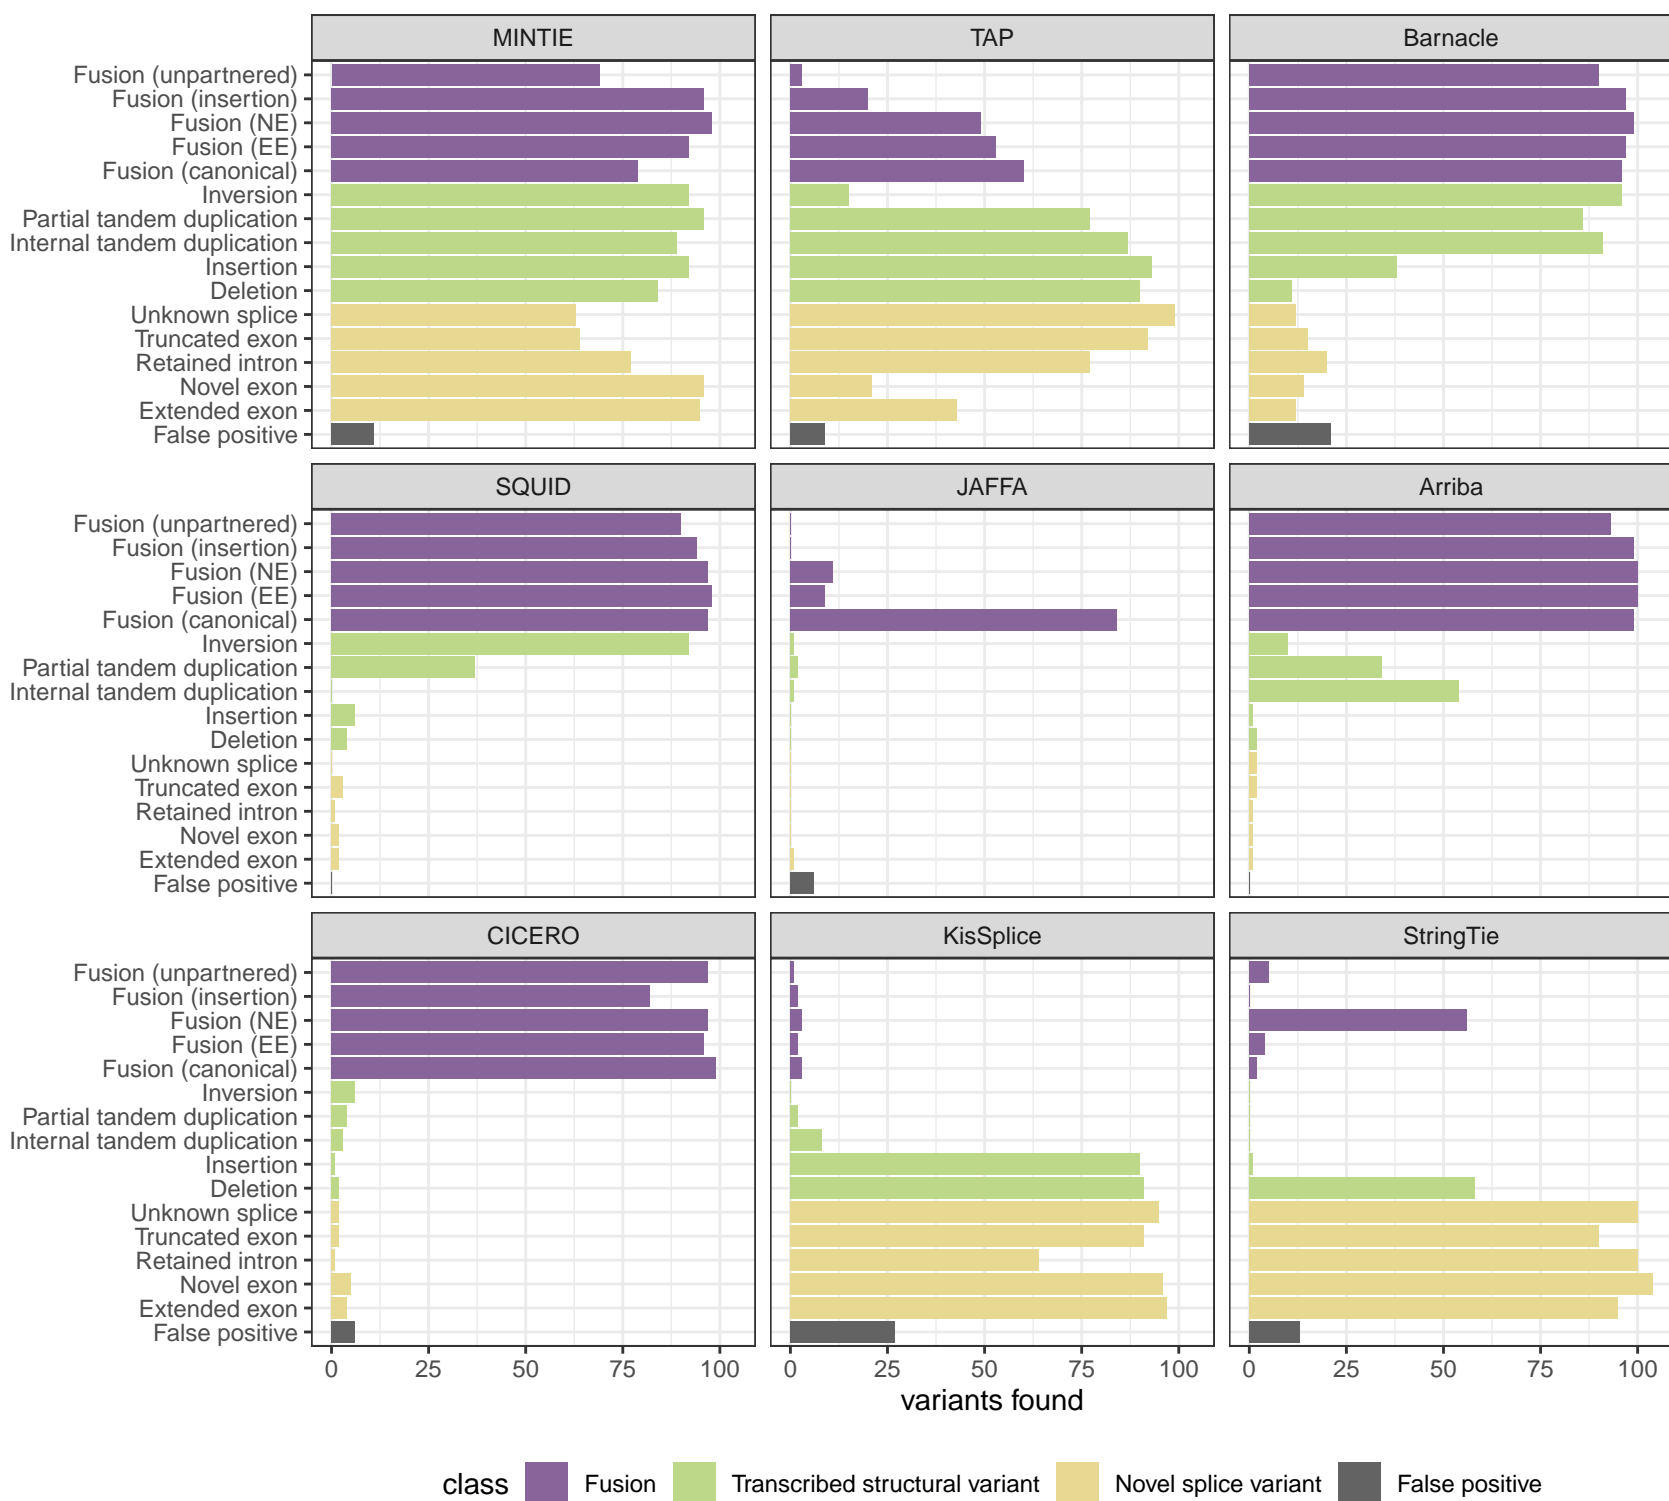 MINTIE TAP Barnacle
Fusion (unpartnered)
Fusion (insertion)
Fusion (NE)
Fusion (EE)
Fusion (canonical)
Inversion
Partial tandem duplication
Internal tandem duplication
Insertion
Deletion
Unknown splice
Truncated exon
Retained intron
Novel exon
Extended exon
False positive
SQUID JAFFA Arriba
Fusion (unpartnered)
Fusion (insertion)
Fusion (NE)
Fusion (EE)
Fusion (canonical)
Inversion
Partial tandem duplication
Internal tandem duplication
Insertion
Deletion
Unknown splice
Truncated exon
Retained intron
Novel exon
Extended exon
False positive
CICERO KisSplice StringTie
Fusion (unpartnered)
Fusion (insertion)
Fusion (NE)
Fusion (EE)
Fusion (canonical)
Inversion
Partial tandem duplication
Internal tandem duplication
Insertion
Deletion
Unknown splice
Truncated exon
Retained intron
Novel exon
Extended exon
False positive
0 25 50 75 100 0 25 50 75 100 0 25 50 75 100
variants found
class Fusion Transcribed structural variant Novel splice variant False positive